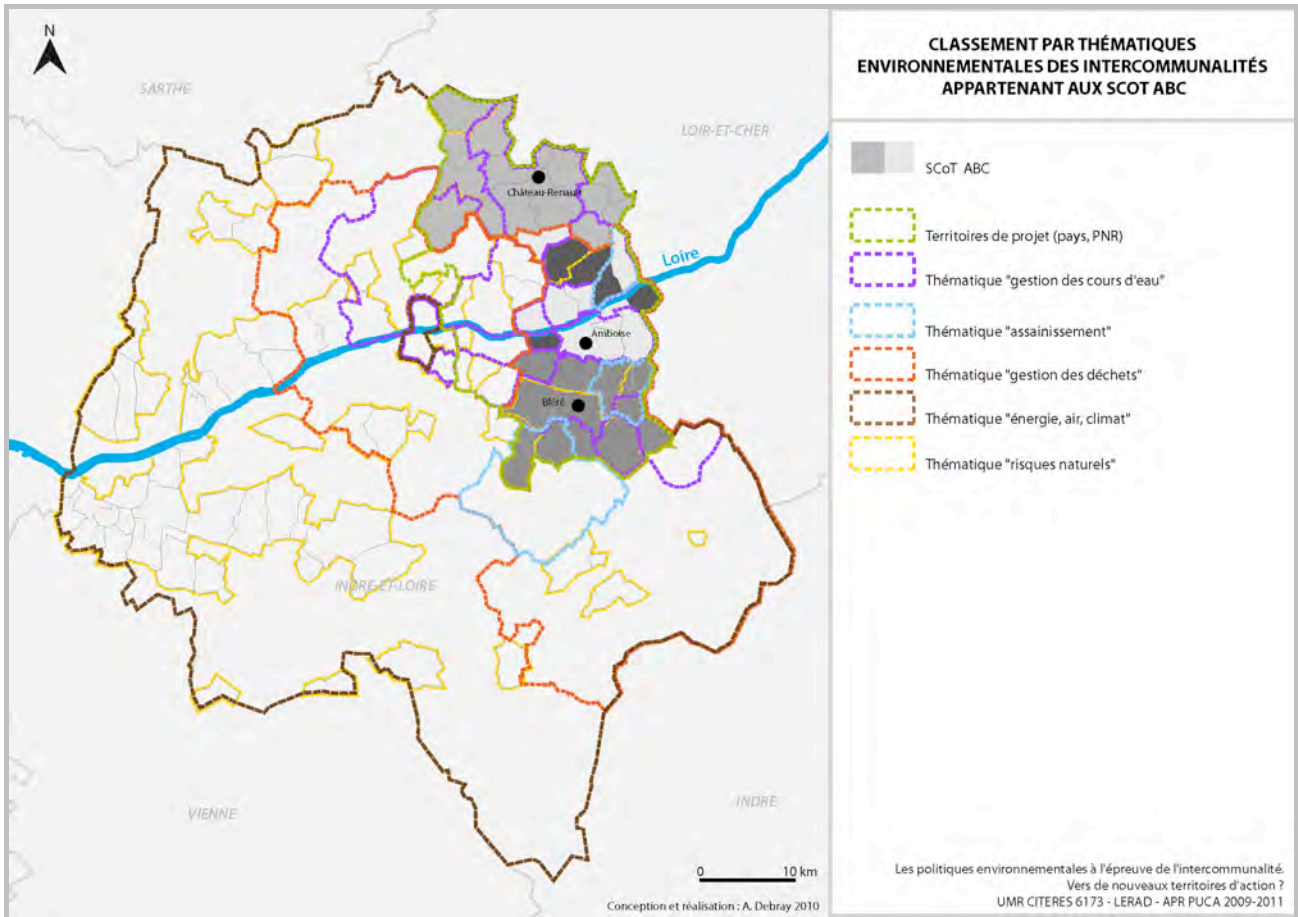 N
SARTHE
LOIR-ET-CHER
Château-Renault
Loire
Amboise
Bléré
INDRE-ET-LOIRE
VIENNE
INDRE
0 10 km
Conception et réalisation : A. Debray 2010
CLASSEMENT PAR THÉMATIQUES
ENVIRONNEMENTALES DES INTERCOMMUNALITÉS
APPARTENANT AUX SCOT ABC
SCoT ABC
Territoires de projet (pays, PNR)
Thématique "gestion des cours d'eau"
Thématique "assainissement"
Thématique "gestion des déchets"
Thématique "énergie, air, climat"
Thématique "risques naturels"
Les politiques environnementales à l'épreuve de l'intercommunalité.
Vers de nouveaux territoires d'action ?
UMR CITERES 6173 - LERAD - APR PUCA 2009-2011